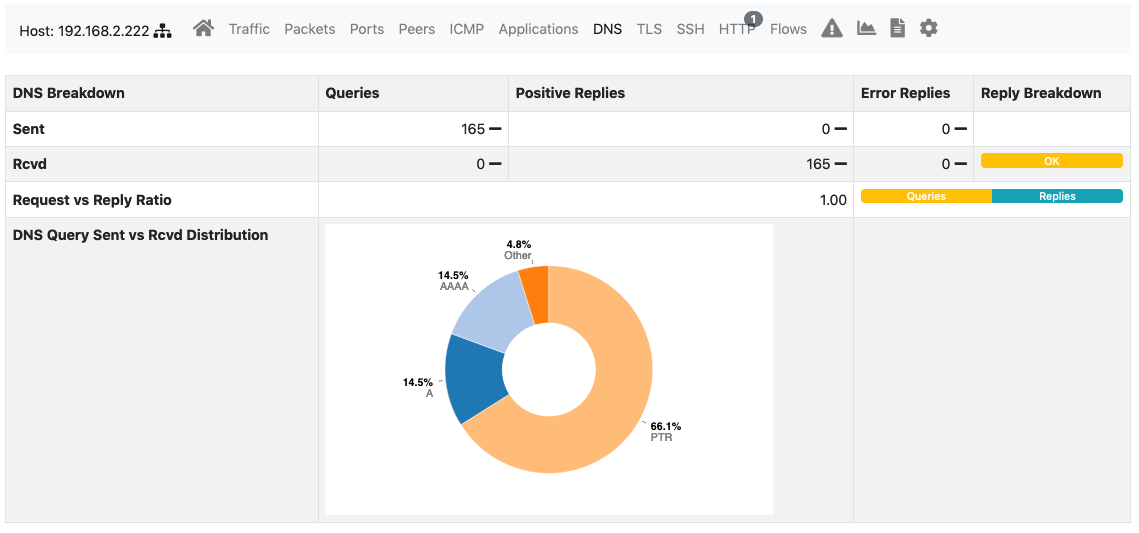 Host: 192.168.2.222 Traffic Packets Ports Peers ICMP Applications DNS TLS SSH HTTP 1 Flows
DNS Breakdown Queries Positive Replies Error Replies Reply Breakdown
Sent 165 0 0
Rcvd 0 165 0 OK
Request vs Reply Ratio 1.00 Queries Replies
DNS Query Sent vs Rcvd Distribution
4.8%
Other
14.5%
AAAA
14.5%
A
66.1%
PTR